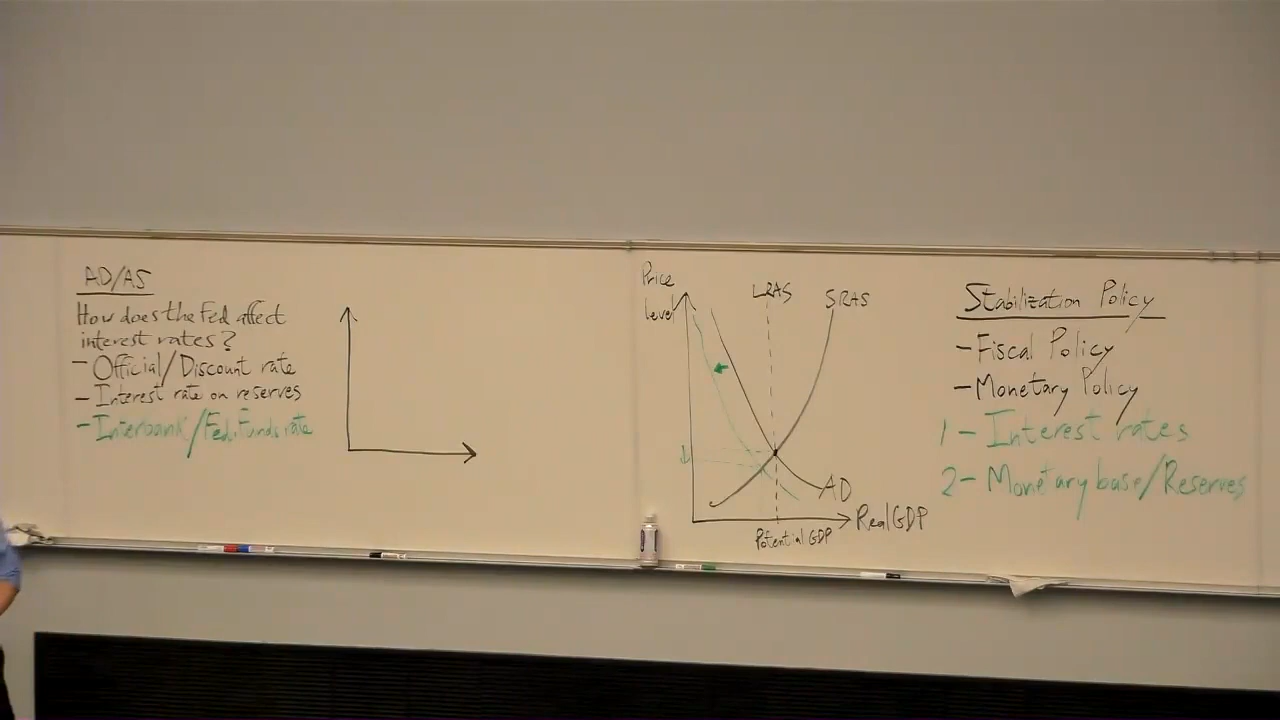 AD/AS
How does the Fed affect
interest rates?
- Official/Discount rate
- Interest rate on reserves
- Interbank/Fed. Funds rate
Price
level
LRAS
SRAS
AD
Real GDP
Potential GDP
Stabilization Policy
- Fiscal Policy
- Monetary Policy
1 - Interest rates
2 - Monetary base/Reserves